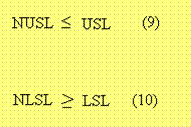 NUSL ≤ USL (9)
NLSL ≥ LSL (10)